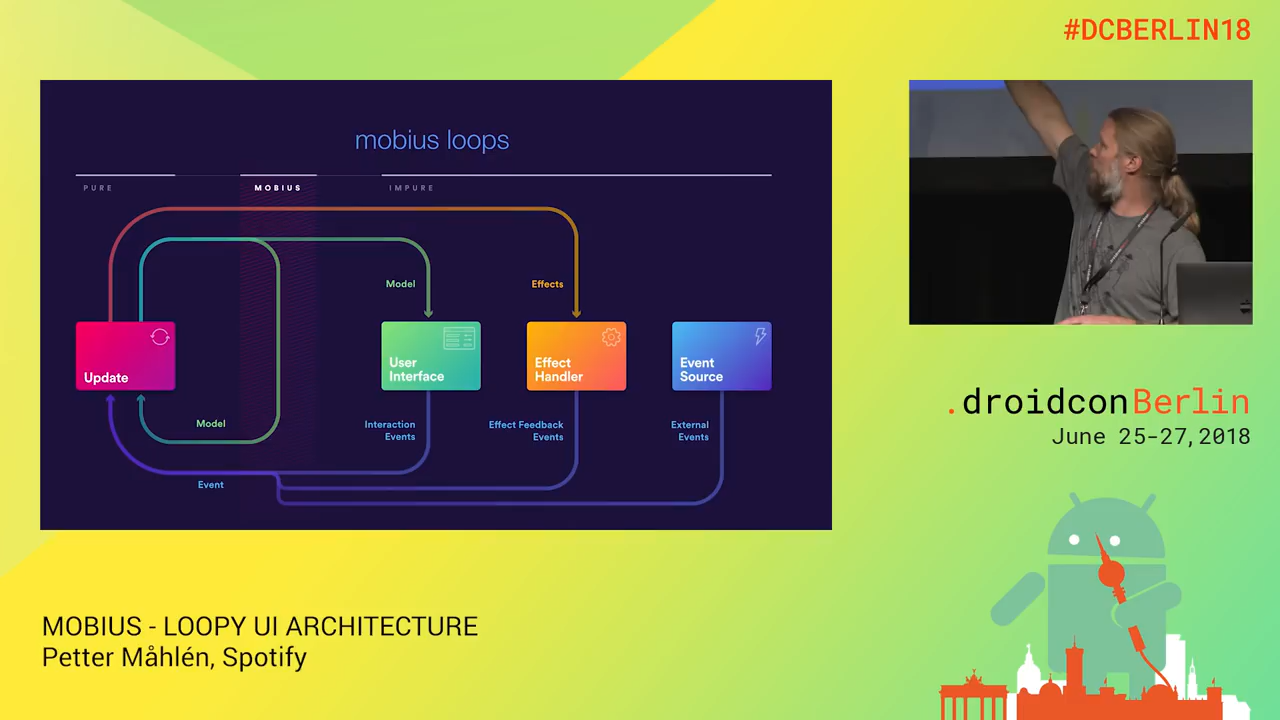 #DCBERLIN18
mobius loops
PURE
MOBIUS
IMPURE
Model
Effects
Update
User
Interface
Effect
Handler
Event
Source
Model
Interaction
Events
Effect Feedback
Events
External
Events
Event
.droidconBerlin
June 25-27, 2018
MOBIUS - LOOPY UI ARCHITECTURE
Petter Måhlén, Spotify